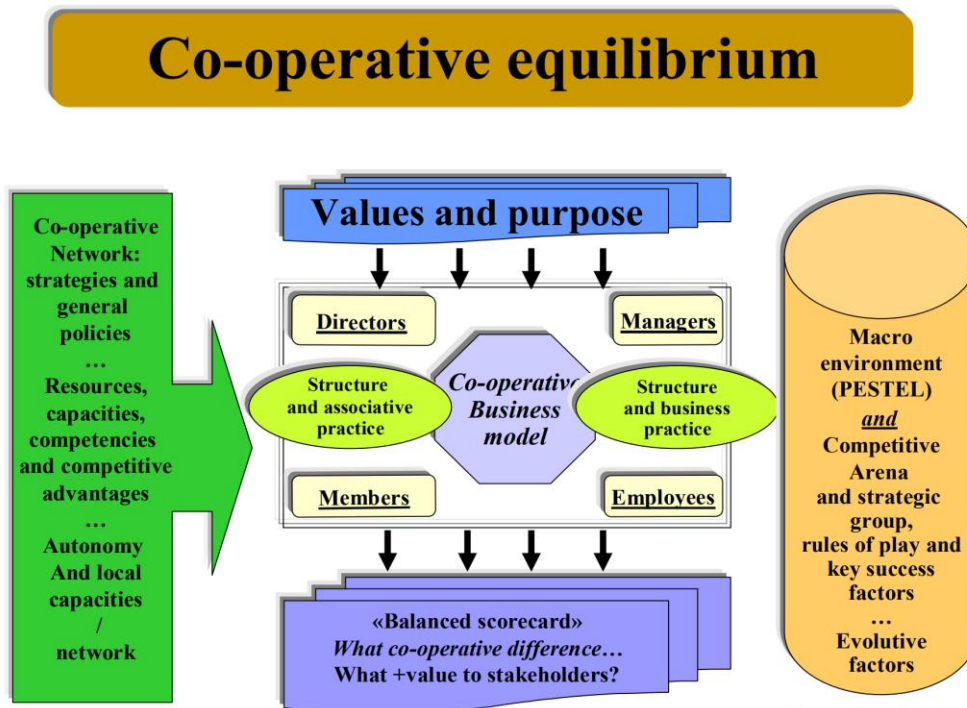 Co-operative equilibrium
Co-operative
Network:
strategies and
general
policies
…
Resources,
capacities,
competencies
and competitive
advantages
…
Autonomy
And local
capacities
/
network
Values and purpose
Directors
Managers
Structure
and associative
practice
Co-operative
Business
model
Structure
and business
practice
Members
Employees
«Balanced scorecard»
What co-operative difference…
What +value to stakeholders?
Macro
environment
(PESTEL)
and
Competitive
Arena
and strategic
group,
rules of play and
key success
factors
…
Evolutive
factors